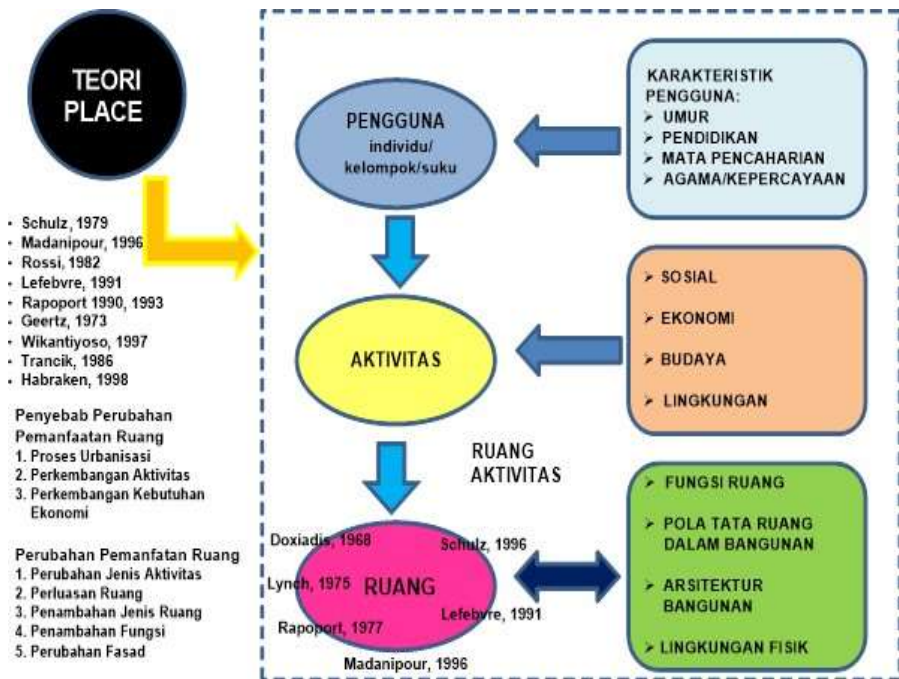 TEORI
PLACE
• Schulz, 1979
• Madanipour, 1996
• Rossi, 1982
• Lefebvre, 1991
• Rapoport 1990, 1993
• Geertz, 1973
• Wikantiyoso, 1997
• Trancik, 1986
• Habraken, 1998
Penyebab Perubahan
Pemanfaatan Ruang
1. Proses Urbanisasi
2. Perkembangan Aktivitas
3. Perkembangan Kebutuhan
Ekonomi
Perubahan Pemanfatan Ruang
1. Perubahan Jenis Aktivitas
2. Perluasan Ruang
3. Penambahan Jenis Ruang
4. Penambahan Fungsi
5. Perubahan Fasad
PENGGUNA
individu/
kelompok/suku
KARAKTERISTIK
PENGGUNA:
➢ UMUR
➢ PENDIDIKAN
➢ MATA PENCAHARIAN
➢ AGAMA/KEPERCAYAAN
AKTIVITAS
➢ SOSIAL
➢ EKONOMI
➢ BUDAYA
➢ LINGKUNGAN
RUANG
AKTIVITAS
Doxiadis, 1968
Schulz, 1996
Lynch, 1975
RUANG
Lefebvre, 1991
Rapoport, 1977
Madanipour, 1996
➢ FUNGSI RUANG
➢ POLA TATA RUANG
DALAM BANGUNAN
➢ ARSITEKTUR
BANGUNAN
➢ LINGKUNGAN FISIK